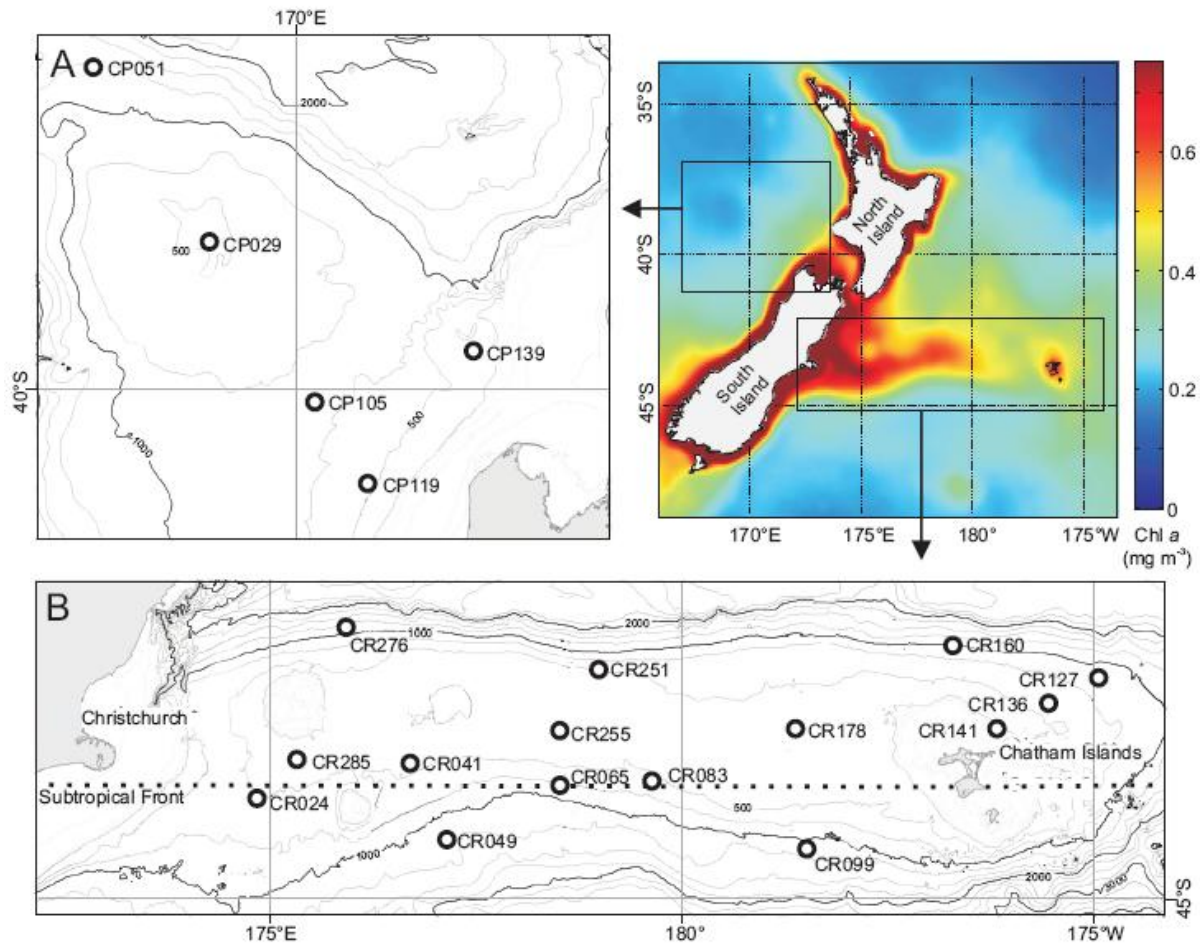 170°E
A
CP051
2000
CP029
500
CP139
40°S
CP105
500
1000
CP119
35°S
40°S
45°S
North
Island
South
Island
170°E
175°E
180°
175°W
0.6
0.4
0.2
0
Chl a
(mg m-3)
B
2000
CR276
1000
CR251
CR160
CR127
CR136
Christchurch
CR255
CR178
CR141
Chatham Islands
CR285
CR041
CR065
CR083
Subtropical Front
CR024
500
CR049
1000
CR099
2000
3000
45°S
175°E
180°
175°W